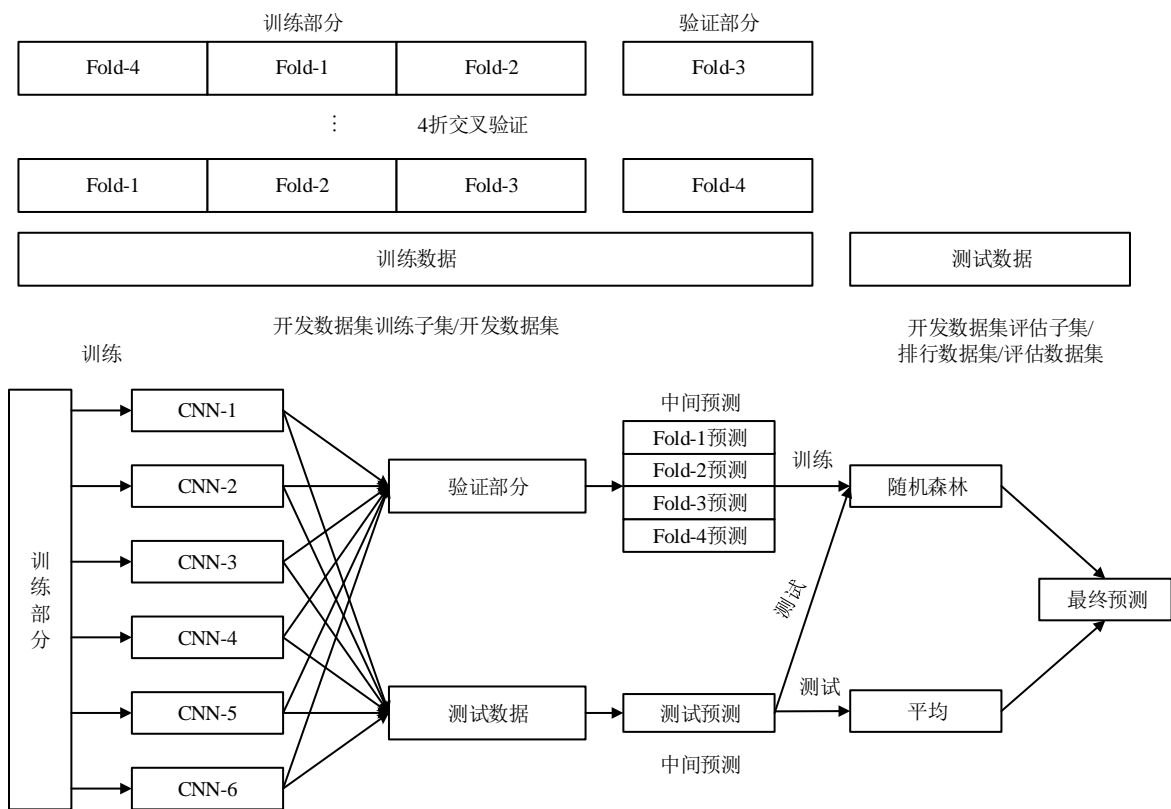 训练部分
验证部分
Fold-4
Fold-1
Fold-2
Fold-3
⋮
4折交叉验证
Fold-1
Fold-2
Fold-3
Fold-4
训练数据
测试数据
开发数据集训练子集/开发数据集
开发数据集评估子集/
排行数据集/评估数据集
训练
训
练
部
分
CNN-1
CNN-2
CNN-3
CNN-4
CNN-5
CNN-6
验证部分
测试数据
中间预测
Fold-1预测
Fold-2预测
Fold-3预测
Fold-4预测
训练
测试预测
中间预测
测试
测试
随机森林
平均
最终预测